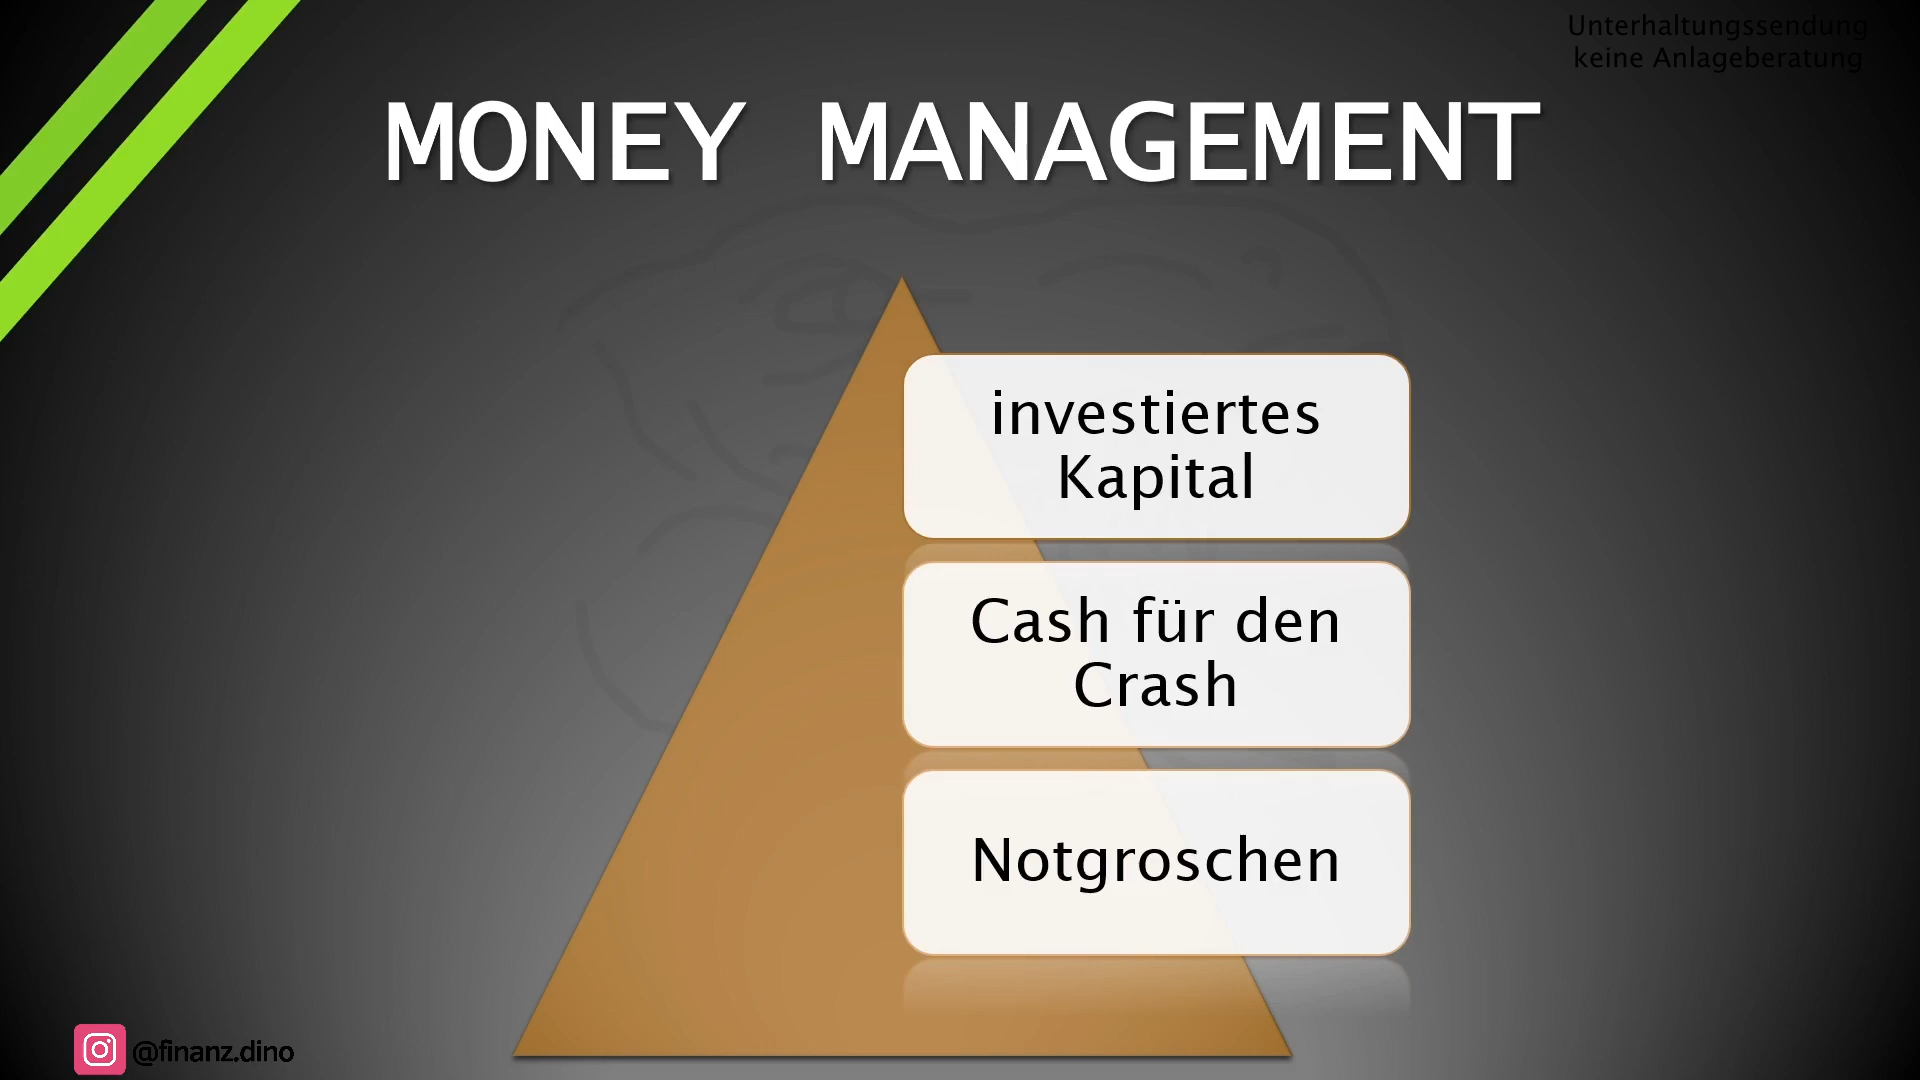 Unterhaltungssendung
keine Anlageberatung
MONEY MANAGEMENT
investiertes
Kapital
Cash für den
Crash
Notgroschen
@finanz.dino